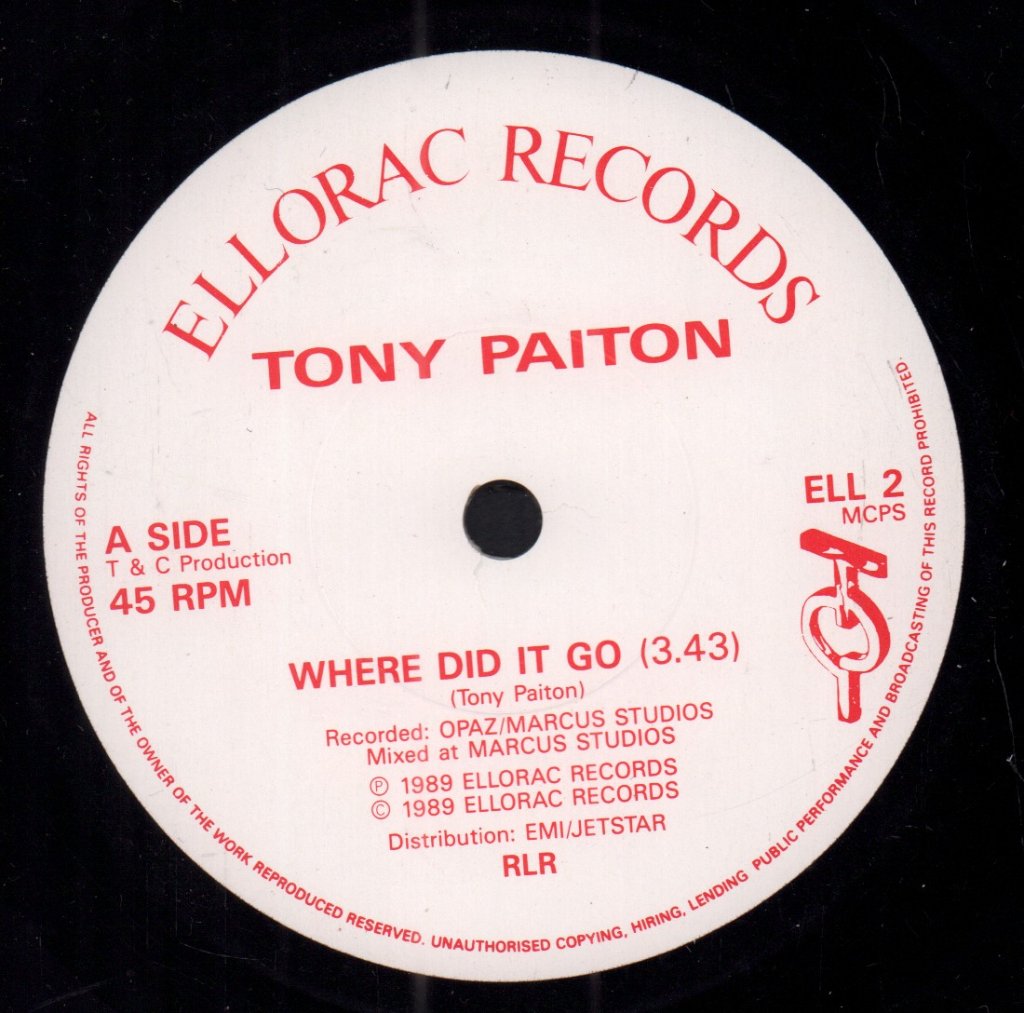 ELLORAC RECORDS
TONY PAITON
A SIDE
T & C Production
45 RPM
ELL 2
MCPS
WHERE DID IT GO (3.43)
(Tony Paiton)
Recorded: OPAZ/MARCUS STUDIOS
Mixed at MARCUS STUDIOS
℗ 1989 ELLORAC RECORDS
© 1989 ELLORAC RECORDS
Distribution: EMI/JETSTAR
RLR
ALL RIGHTS OF THE PRODUCER AND OF THE OWNER OF THE WORK REPRODUCED RESERVED. UNAUTHORISED COPYING, HIRING, LENDING PUBLIC PERFORMANCE AND BROADCASTING OF THIS RECORD PROHIBITED.